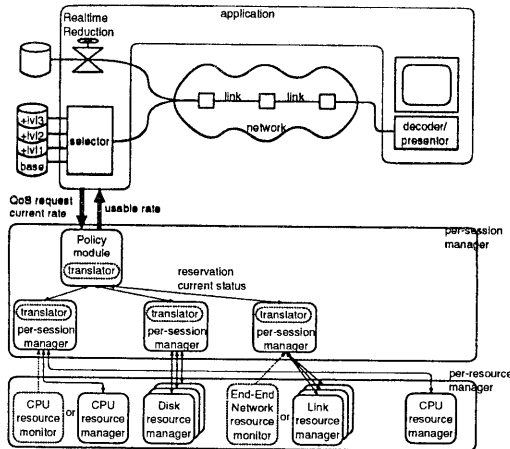 application
Realtime
Reduction
link
link
network
+lvl3
+lvl2
+lvl1
base
selector
decoder/
presentor
QoS request
current rate
usable rate
per-session
manager
Policy
module
translator
reservation
current status
translator
per-session
manager
translator
per-session
manager
translator
per-session
manager
per-resource
manager
CPU
resource
monitor
or
CPU
resource
manager
Disk
resource
manager
End-End
Network
resource
monitor
or
Link
resource
manager
CPU
resource
manager